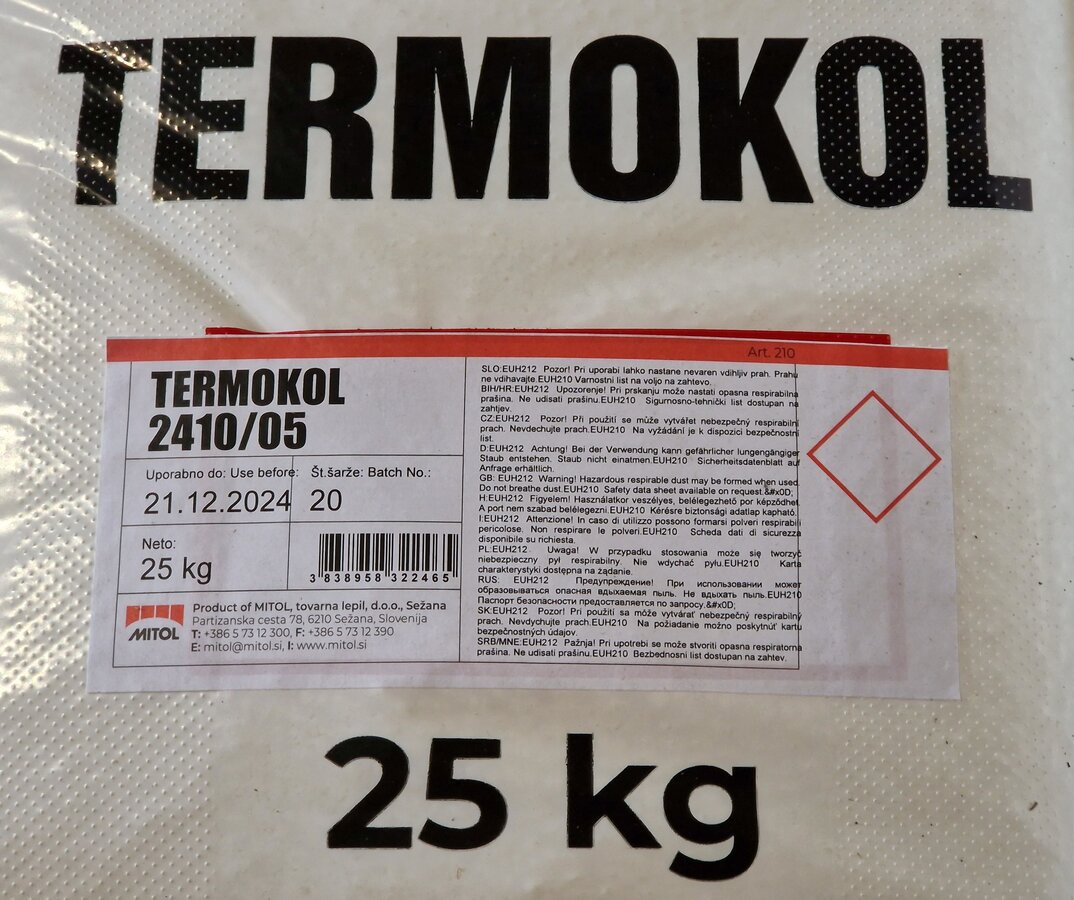 TERMOKOL
Art. 210
TERMOKOL
2410/05
Uporabno do: Use before:
21.12.2024
Št.šarže: Batch No.:
20
Neto:
25 kg
3 838958 322465
MITOL
Product of MITOL, tovarna lepil, d.o.o., Sežana
Partizanska cesta 78, 6210 Sežana, Slovenija
T: +386 5 73 12 300, F: +386 5 73 12 390
E: mitol@mitol.si, I: www.mitol.si
SLO:EUH212 Pozor! Pri uporabi lahko nastane nevaren vdihljiv prah. Prahu
ne vdihavajte.EUH210 Varnostni list na voljo na zahtevo.
BIH/HR:EUH212 Upozorenje! Pri prskanju može nastati opasna respirabilna
prašina. Ne udisati prašinu.EUH210 Sigurnosno-tehnički list dostupan na
zahtjev.
CZ:EUH212 Pozor! Při použití se může vytvářet nebezpečný respirabilní
prach. Nevdechujte prach.EUH210 Na vyžádání je k dispozici bezpečnostní
list.
D:EUH212 Achtung! Bei der Verwendung kann gefährlicher lungengängiger
Staub entstehen. Staub nicht einatmen.EUH210 Sicherheitsdatenblatt auf
Anfrage erhältlich.
GB: EUH212 Warning! Hazardous respirable dust may be formed when used.
Do not breathe dust.EUH210 Safety data sheet available on request.&#x0D;
H:EUH212 Figyelem! Használatkor veszélyes, belélegezhető por képződhet.
A port nem szabad belélegezni.EUH210 Kérésre biztonsági adatlap kapható.
I:EUH212 Attenzione! In caso di utilizzo possono formarsi polveri respirabili
pericolose. Non respirare le polveri.EUH210 Scheda dati di sicurezza
disponibile su richiesta.
PL:EUH212 Uwaga! W przypadku stosowania może się tworzyć
niebezpieczny pył respirabilny. Nie wdychać pyłu.EUH210 Karta
charakterystyki dostępna na żądanie.
RUS: EUH212 Предупреждение! При использовании может
образовываться опасная вдыхаемая пыль. Не вдыхать пыль.EUH210
Паспорт безопасности предоставляется по запросу.&#x0D;
SK:EUH212 Pozor! Pri použití sa môže vytvárať nebezpečný respirabilný
prach. Nevdychujte prach.EUH210 Na požiadanie možno poskytnúť kartu
bezpečnostných údajov.
SRB/MNE:EUH212 Pažnja! Pri upotrebi se može stvoriti opasna respiratorna
prašina. Ne udisati prašinu.EUH210 Bezbednosni list dostupan na zahtev.
25 kg